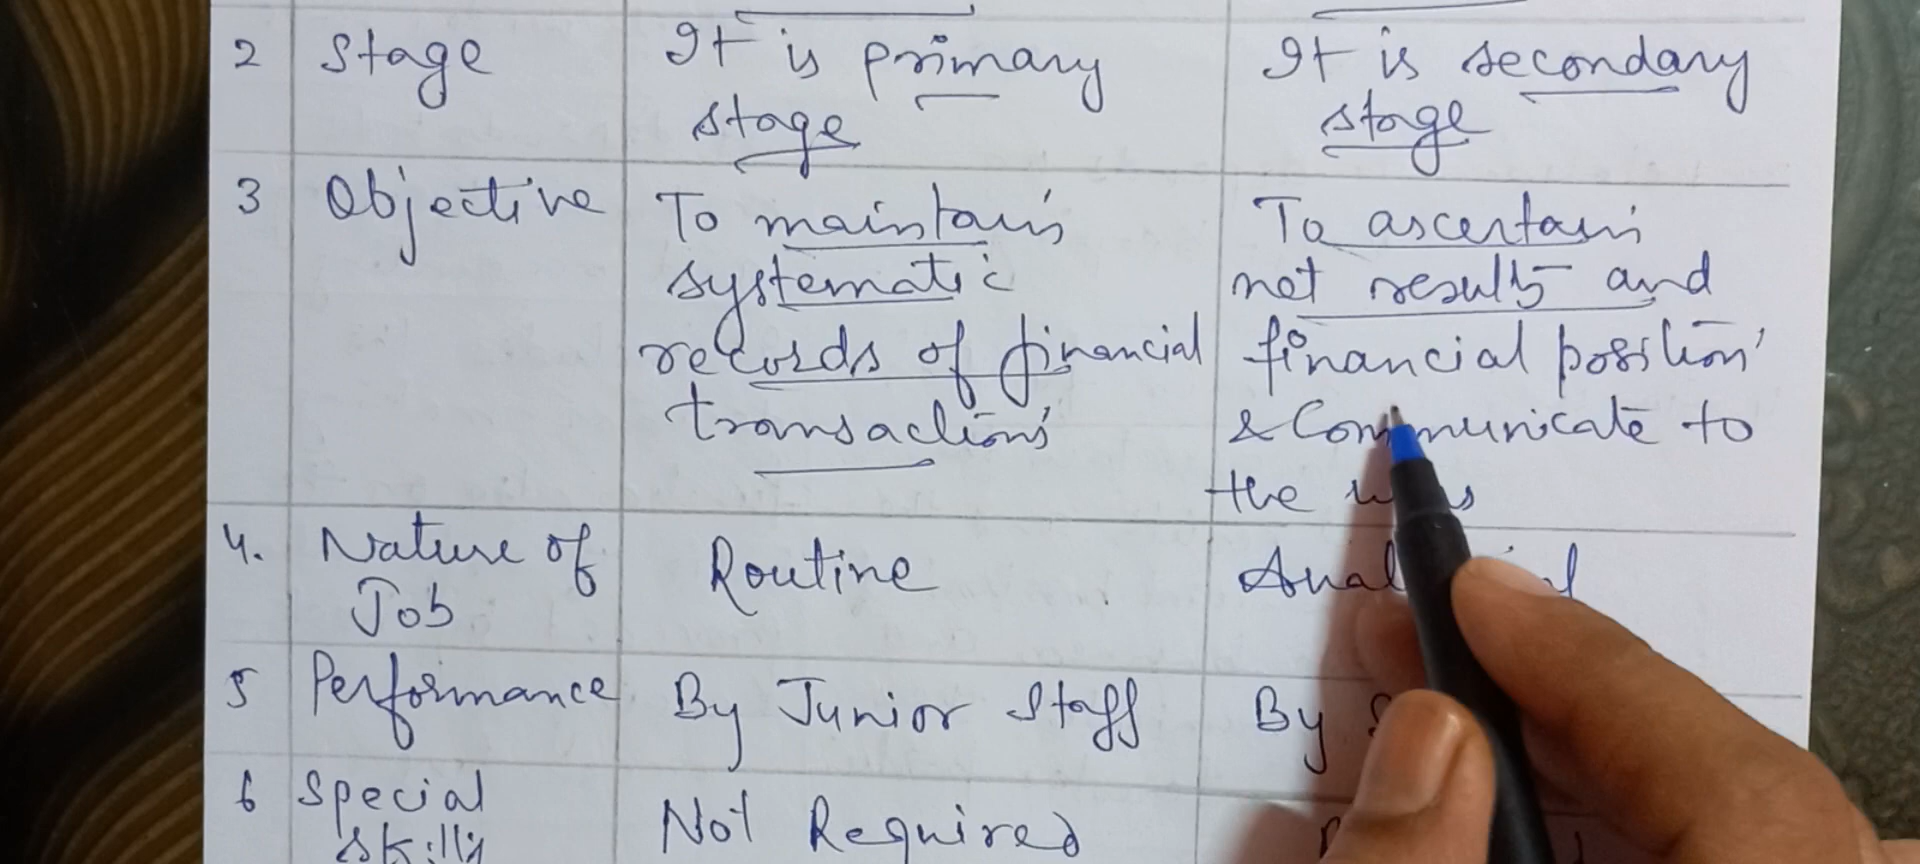 2 Stage It is primary It is secondary
stage stage
3 Objective To maintain To ascertain
systematic net results and
records of financial financial position
transactions & Communicate to
the
4. Nature of Routine
Job
5 Performance By Junior Staff By
6 Special Not Required
skills